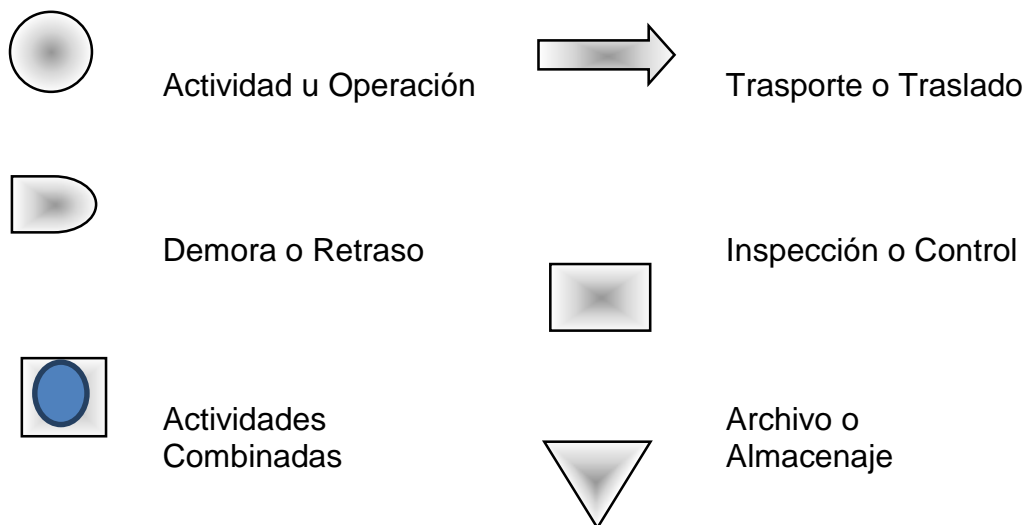 Actividad u Operación
Trasporte o Traslado
Demora o Retraso
Inspección o Control
Actividades
Combinadas
Archivo o
Almacenaje